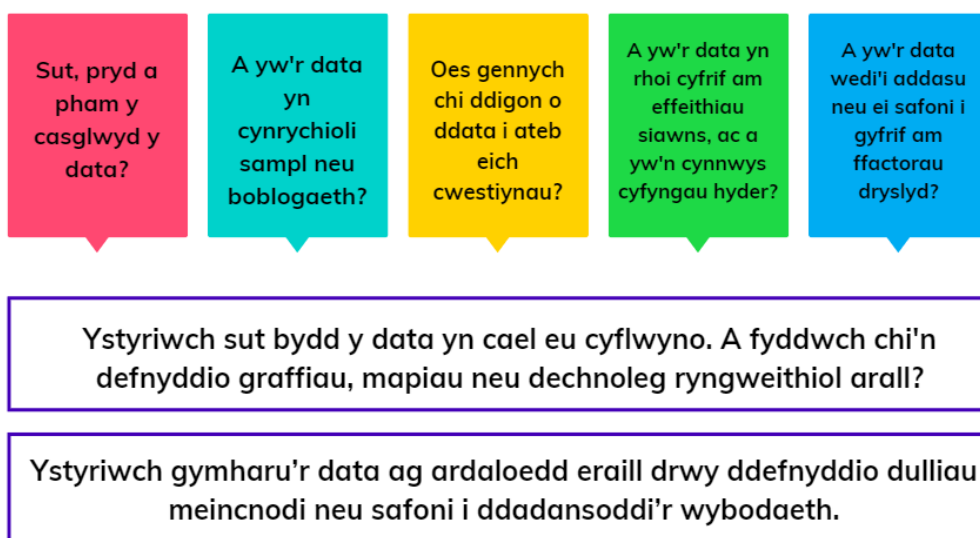 Sut, pryd a
pham y
casglwyd y
data?
A yw'r data
yn
cynrychioli
sampl neu
boblogaeth?
Oes gennych
chi ddigon o
ddata i ateb
eich
cwestiynau?
A yw'r data yn
rhoi cyfrif am
effeithiau
siawns, ac a
yw'n cynnwys
cyfyngau hyder?
A yw'r data
wedi'i addasu
neu ei safoni i
gyfrif am
ffactorau
dryslyd?
Ystyriwch sut bydd y data yn cael eu cyflwyno. A fyddwch chi'n
defnyddio graffiau, mapiau neu dechnoleg ryngweithiol arall?
Ystyriwch gymharu’r data ag ardaloedd eraill drwy ddefnyddio dulliau
meincnodi neu safoni i ddadansoddi’r wybodaeth.